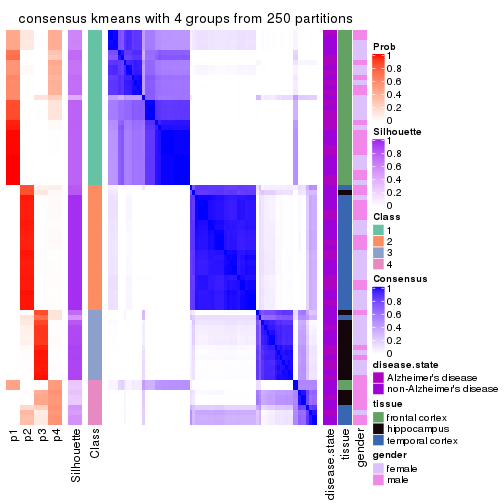 consensus kmeans with 4 groups from 250 partitions
Prob
1
0.8
0.6
0.4
0.2
0
Silhouette
1
0.8
0.6
0.4
0.2
0
Class
1
2
3
4
Consensus
1
0.8
0.6
0.4
0.2
0
disease.state
Alzheimer's disease
non-Alzheimer's disease
tissue
frontal cortex
hippocampus
temporal cortex
gender
female
male
p1
p2
p3
p4
Silhouette
Class
disease.state
tissue
gender